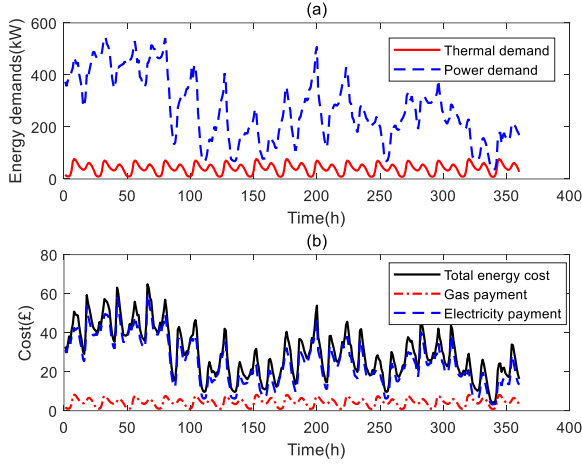 (a)
600
400
200
0
Energy demands(kW)
Thermal demand
Power demand
0 50 100 150 200 250 300 350 400
Time(h)
(b)
80
60
40
20
0
Cost(£)
Total energy cost
Gas payment
Electricity payment
0 50 100 150 200 250 300 350 400
Time(h)